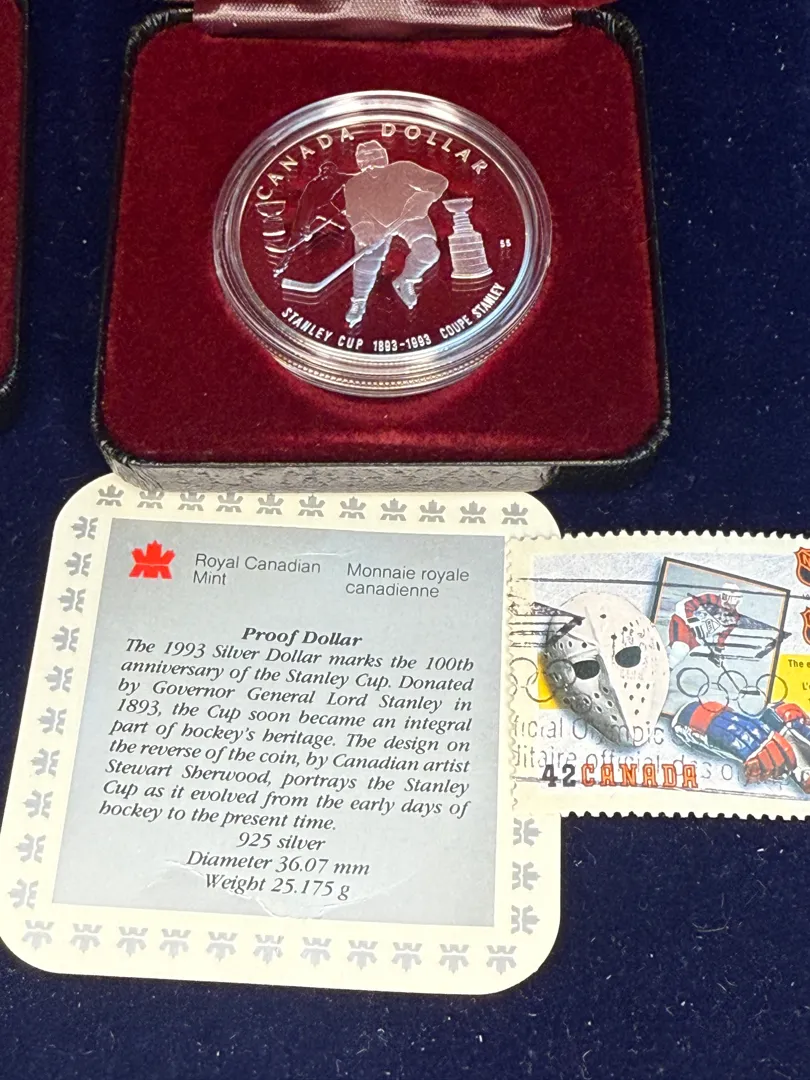 CANADA DOLLAR
SS
STANLEY CUP 1893-1993 COUPE STANLEY
Royal Canadian
Mint
Monnaie royale
canadienne
Proof Dollar
The 1993 Silver Dollar marks the 100th
anniversary of the Stanley Cup. Donated
by Governor General Lord Stanley in
1893, the Cup soon became an integral
part of hockey's heritage. The design on
the reverse of the coin, by Canadian artist
Stewart Sherwood, portrays the Stanley
Cup as it evolved from the early days of
hockey to the present time.
925 silver
Diameter 36.07 mm
Weight 25.175 g
The
42 CANADA